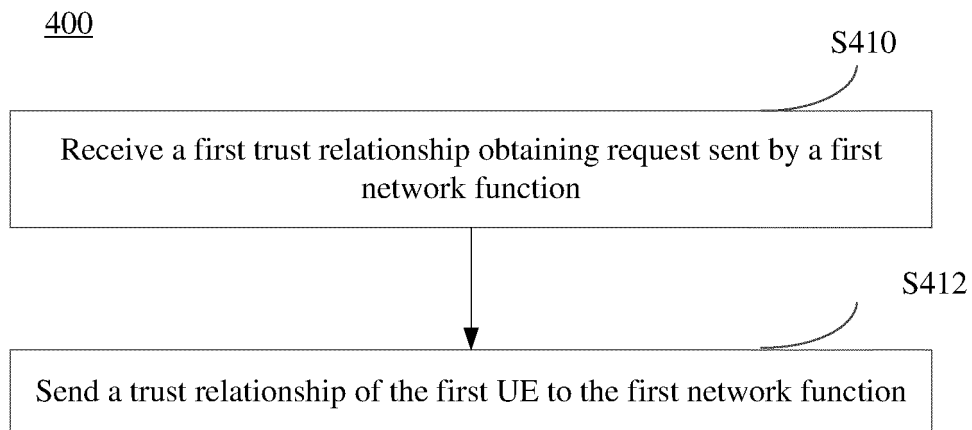 400
S410
Receive a first trust relationship obtaining request sent by a first
network function
S412
Send a trust relationship of the first UE to the first network function